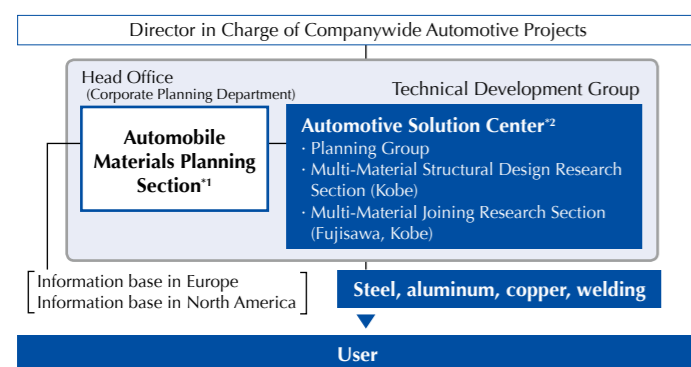 Director in Charge of Companywide Automotive Projects
Head Office
(Corporate Planning Department)
Technical Development Group
Automobile
Materials Planning
Section*1
Automotive Solution Center*2
· Planning Group
· Multi-Material Structural Design Research
Section (Kobe)
· Multi-Material Joining Research Section
(Fujisawa, Kobe)
Information base in Europe
Information base in North America
Steel, aluminum, copper, welding
User